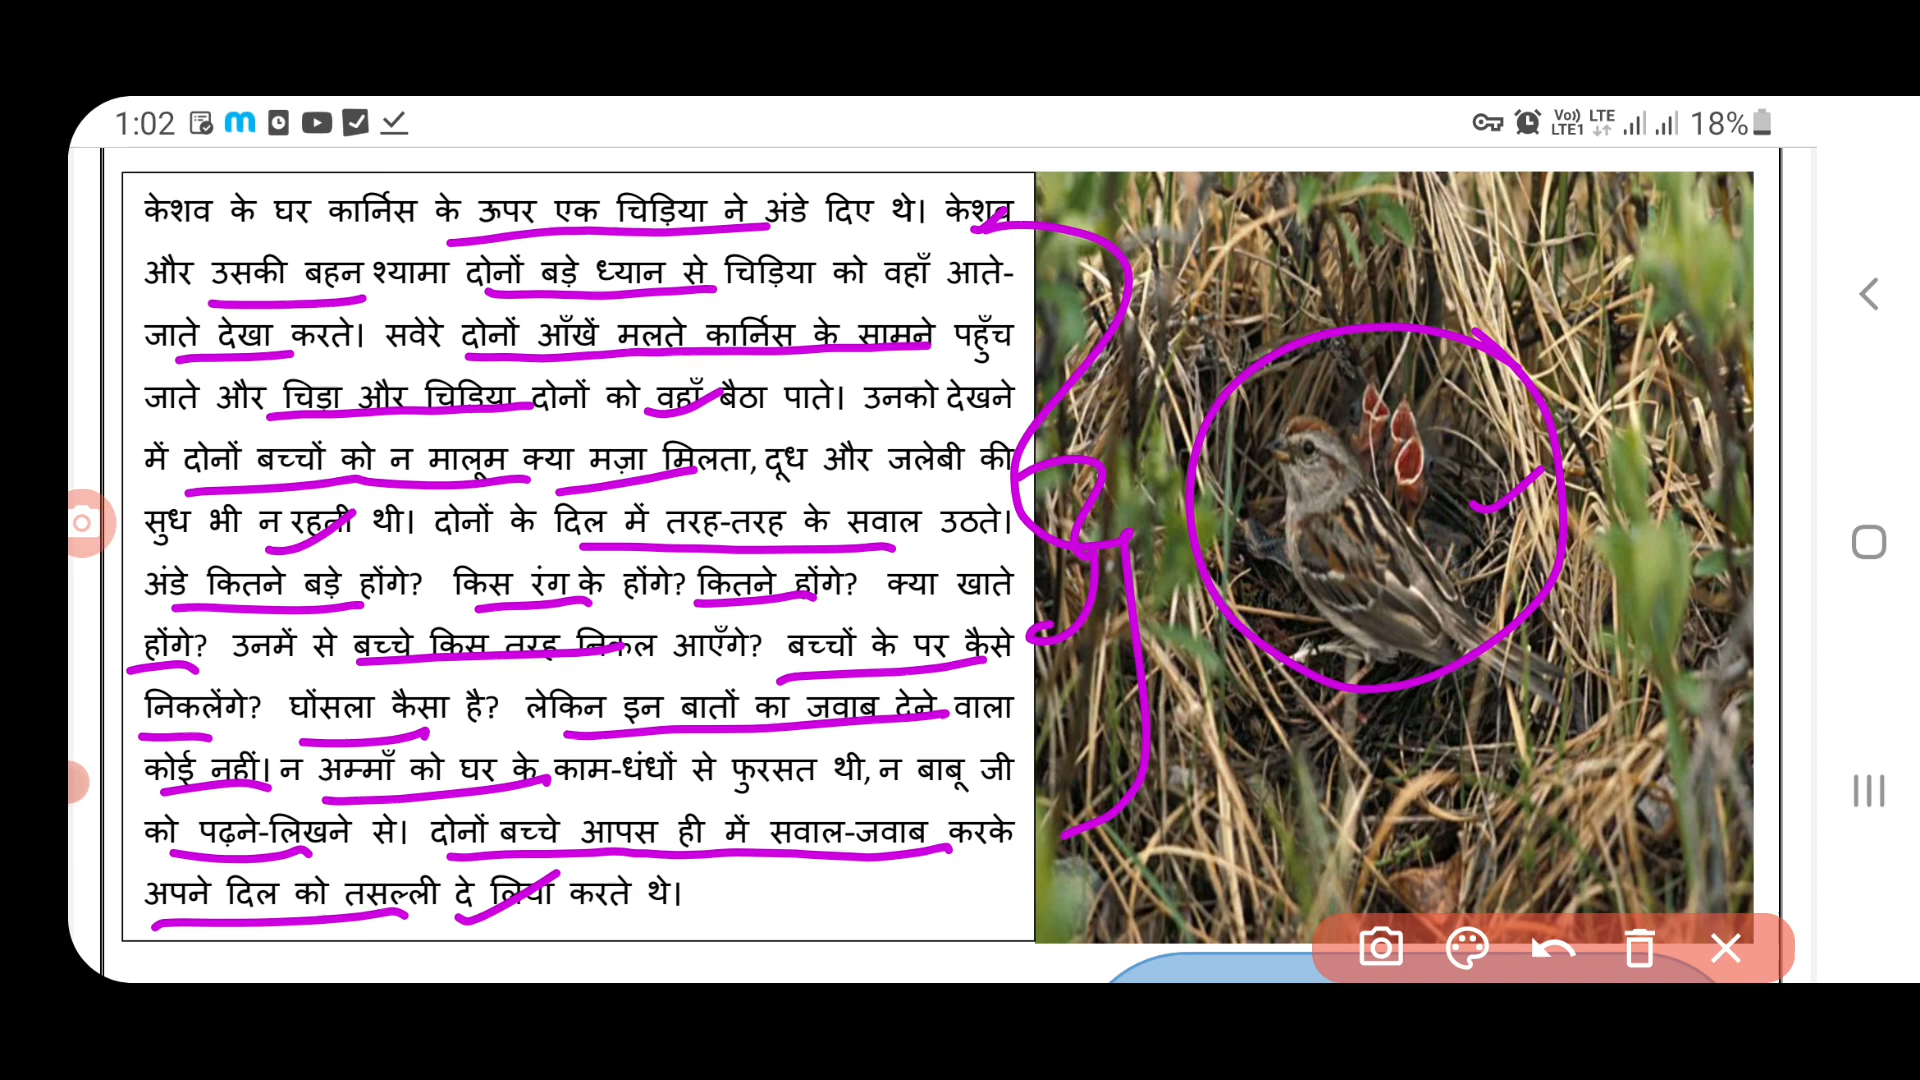 1:02
Vo)) LTE 18%
LTE1
केशव के घर कार्निस के ऊपर एक चिड़िया ने अंडे दिए थे। केशव
और उसकी बहन श्यामा दोनों बड़े ध्यान से चिड़िया को वहाँ आते-
जाते देखा करते। सवेरे दोनों आँखें मलते कार्निस के सामने पहुँच
जाते और चिड़ा और चिड़िया दोनों को वहाँ बैठा पाते। उनको देखने
में दोनों बच्चों को न मालूम क्या मज़ा मिलता, दूध और जलेबी की
सुध भी न रहती थी। दोनों के दिल में तरह-तरह के सवाल उठते।
अंडे कितने बड़े होंगे? किस रंग के होंगे? कितने होंगे? क्या खाते
होंगे? उनमें से बच्चे किस तरह निकल आएँगे? बच्चों के पर कैसे
निकलेंगे? घोंसला कैसा है? लेकिन इन बातों का जवाब देने वाला
कोई नहीं। न अम्माँ को घर के काम-धंधों से फुरसत थी, न बाबू जी
को पढ़ने-लिखने से। दोनों बच्चे आपस ही में सवाल-जवाब करके
अपने दिल को तसल्ली दे लिया करते थे।